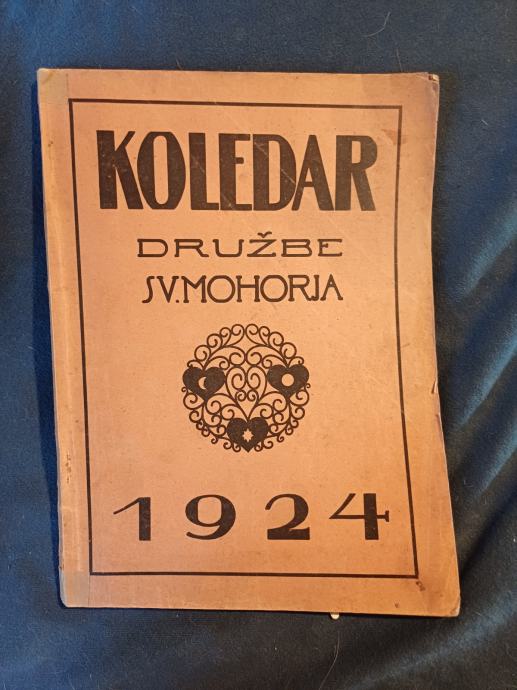 KOLEDAR
DRUŽBE
SV. MOHORJA
1924